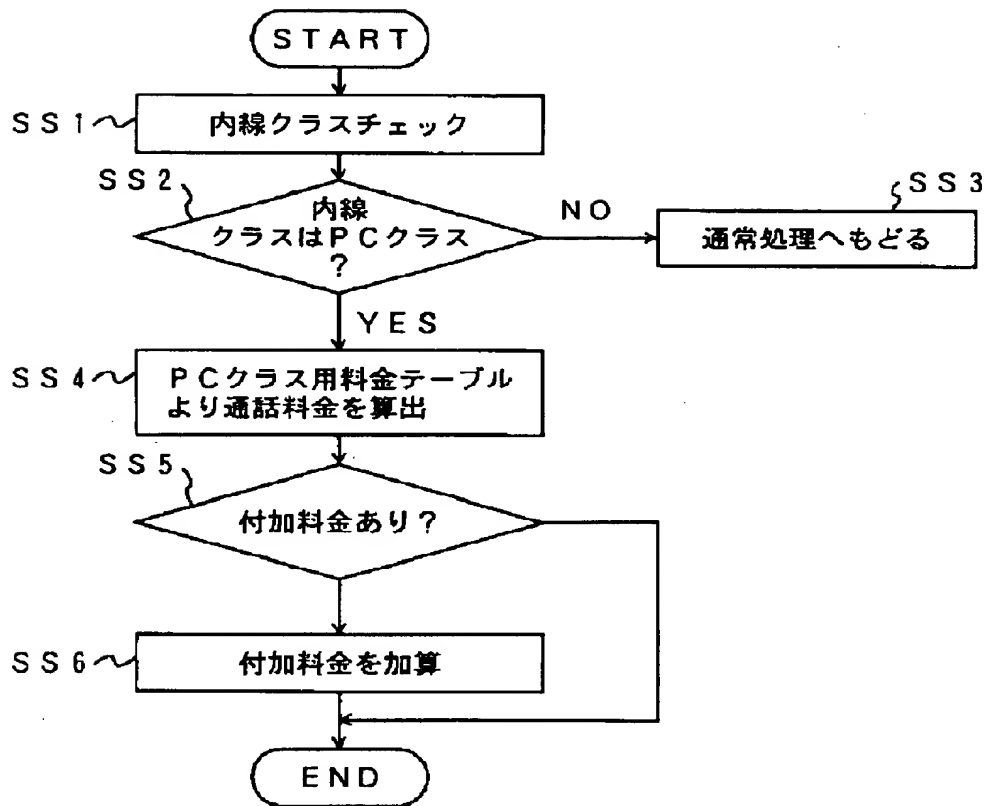 START
SS1
内線クラスチェック
SS2
内線
クラスはPCクラス
?
NO
SS3
通常処理へもどる
YES
SS4
PCクラス用料金テーブル
より通話料金を算出
SS5
付加料金あり?
SS6
付加料金を加算
END